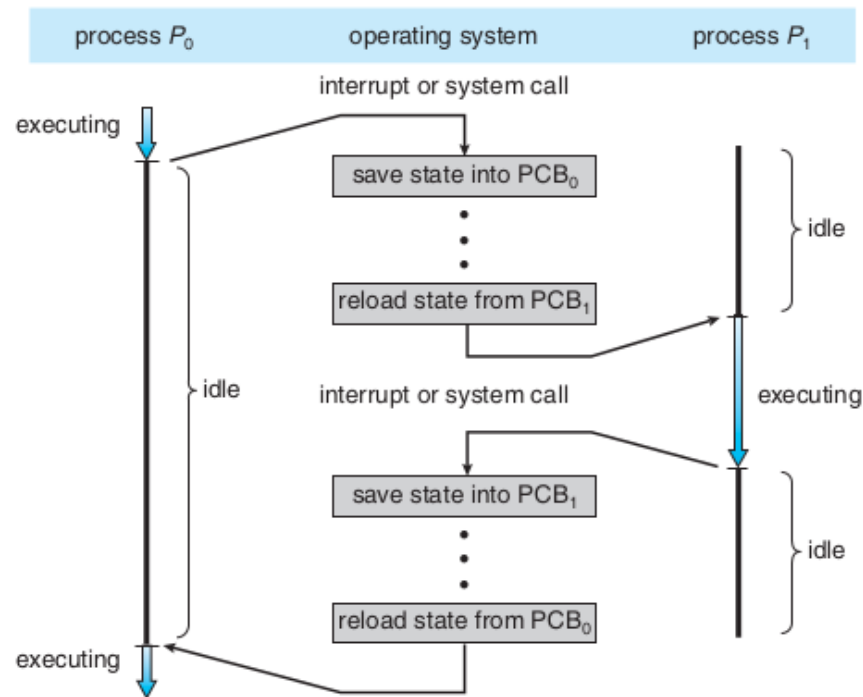 process P₀ operating system process P₁
interrupt or system call
executing
save state into PCB₀
idle
reload state from PCB₁
idle
interrupt or system call
executing
save state into PCB₁
idle
reload state from PCB₀
executing